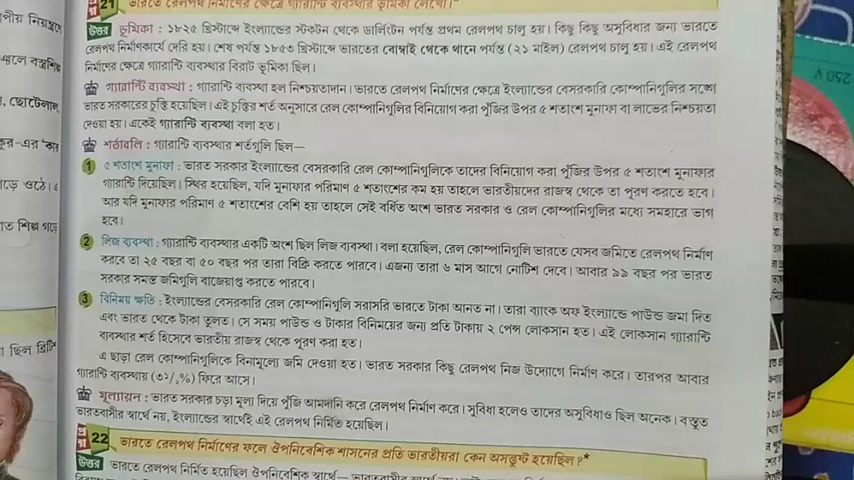 21 ভারতে রেলপথ নির্মাণের ক্ষেত্রে গ্যারান্টি ব্যবস্থার ভূমিকা লেখো।
উত্তর ভূমিকা : ১৮২৫ খ্রিস্টাব্দে ইংল্যান্ডের স্টকটন থেকে ডার্লিংটন পর্যন্ত প্রথম রেলপথ চালু হয়। কিছু কিছু অসুবিধার জন্য ভারতে
রেলপথ নির্মাণকার্যে দেরি হয়। শেষ পর্যন্ত ১৮৫৩ খ্রিস্টাব্দে ভারতের বোম্বাই থেকে থানে পর্যন্ত (২১ মাইল) রেলপথ চালু হয়। এই রেলপথ
নির্মাণের ক্ষেত্রে গ্যারান্টি ব্যবস্থার বিরাট ভূমিকা ছিল।
গ্যারান্টি ব্যবস্থা : গ্যারান্টি ব্যবস্থা হল নিশ্চয়তাদান। ভারতে রেলপথ নির্মাণের ক্ষেত্রে ইংল্যান্ডের বেসরকারি কোম্পানিগুলির সঙ্গে
ভারত সরকারের চুক্তি হয়েছিল। এই চুক্তির শর্ত অনুসারে রেল কোম্পানিগুলির বিনিয়োগ করা পুঁজির উপর ৫ শতাংশ মুনাফা বা লাভের নিশ্চয়তা
দেওয়া হয়। একেই গ্যারান্টি ব্যবস্থা বলা হত।
শর্তাবলি : গ্যারান্টি ব্যবস্থার শর্তগুলি ছিল—
1 ৫ শতাংশ মুনাফা : ভারত সরকার ইংল্যান্ডের বেসরকারি রেল কোম্পানিগুলিকে তাদের বিনিয়োগ করা পুঁজির উপর ৫ শতাংশ মুনাফার
গ্যারান্টি দিয়েছিল। স্থির হয়েছিল, যদি মুনাফার পরিমাণ ৫ শতাংশের কম হয় তাহলে ভারতীয়দের রাজস্ব থেকে তা পূরণ করতে হবে।
আর যদি মুনাফার পরিমাণ ৫ শতাংশের বেশি হয় তাহলে সেই বর্ধিত অংশ ভারত সরকার ও রেল কোম্পানিগুলির মধ্যে সমহারে ভাগ
হবে।
2 লিজ ব্যবস্থা : গ্যারান্টি ব্যবস্থার একটি অংশ ছিল লিজ ব্যবস্থা। বলা হয়েছিল, রেল কোম্পানিগুলি ভারতে যেসব জমিতে রেলপথ নির্মাণ
করবে তা ২৫ বছর বা ৫০ বছর পর তারা বিক্রি করতে পারবে। এজন্য তারা ৬ মাস আগে নোটিশ দেবে। আবার ৯৯ বছর পর ভারত
সরকার সমস্ত জমিগুলি বাজেয়াপ্ত করতে পারবে।
3 বিনিময় ক্ষতি : ইংল্যান্ডের বেসরকারি রেল কোম্পানিগুলি সরাসরি ভারতে টাকা আনত না। তারা ব্যাংক অফ ইংল্যান্ডে পাউন্ড জমা দিত
এবং ভারত থেকে টাকা তুলত। সে সময় পাউন্ড ও টাকার বিনিময়ের জন্য প্রতি টাকায় ২ পেন্স লোকসান হত। এই লোকসান গ্যারান্টি
ব্যবস্থার শর্ত হিসেবে ভারতীয় রাজস্ব থেকে পূরণ করা হত।
এ ছাড়া রেল কোম্পানিগুলিকে বিনামূল্যে জমি দেওয়া হত। ভারত সরকার কিছু রেলপথ নিজ উদ্যোগে নির্মাণ করে। তারপর আবার
গ্যারান্টি ব্যবস্থায় ফিরে আসে।
মূল্যায়ন : ভারত সরকার চড়া মূল্য দিয়ে পুঁজি আমদানি করে রেলপথ নির্মাণ করে। সুবিধা হলেও তাদের অসুবিধাও ছিল অনেক। বস্তুত
ভারতবাসীর স্বার্থে নয়, ইংল্যান্ডের স্বার্থেই এই রেলপথ নির্মিত হয়েছিল।
প্রশ্ন 22 ভারতে রেলপথ নির্মাণের ফলে ঔপনিবেশিক শাসনের প্রতি ভারতীয়রা কেন অসন্তুষ্ট হয়েছিল?*
উত্তর ভারতে রেলপথ নির্মিত হয়েছিল ঔপনিবেশিক স্বার্থে— ভারতবাসীর
250 V